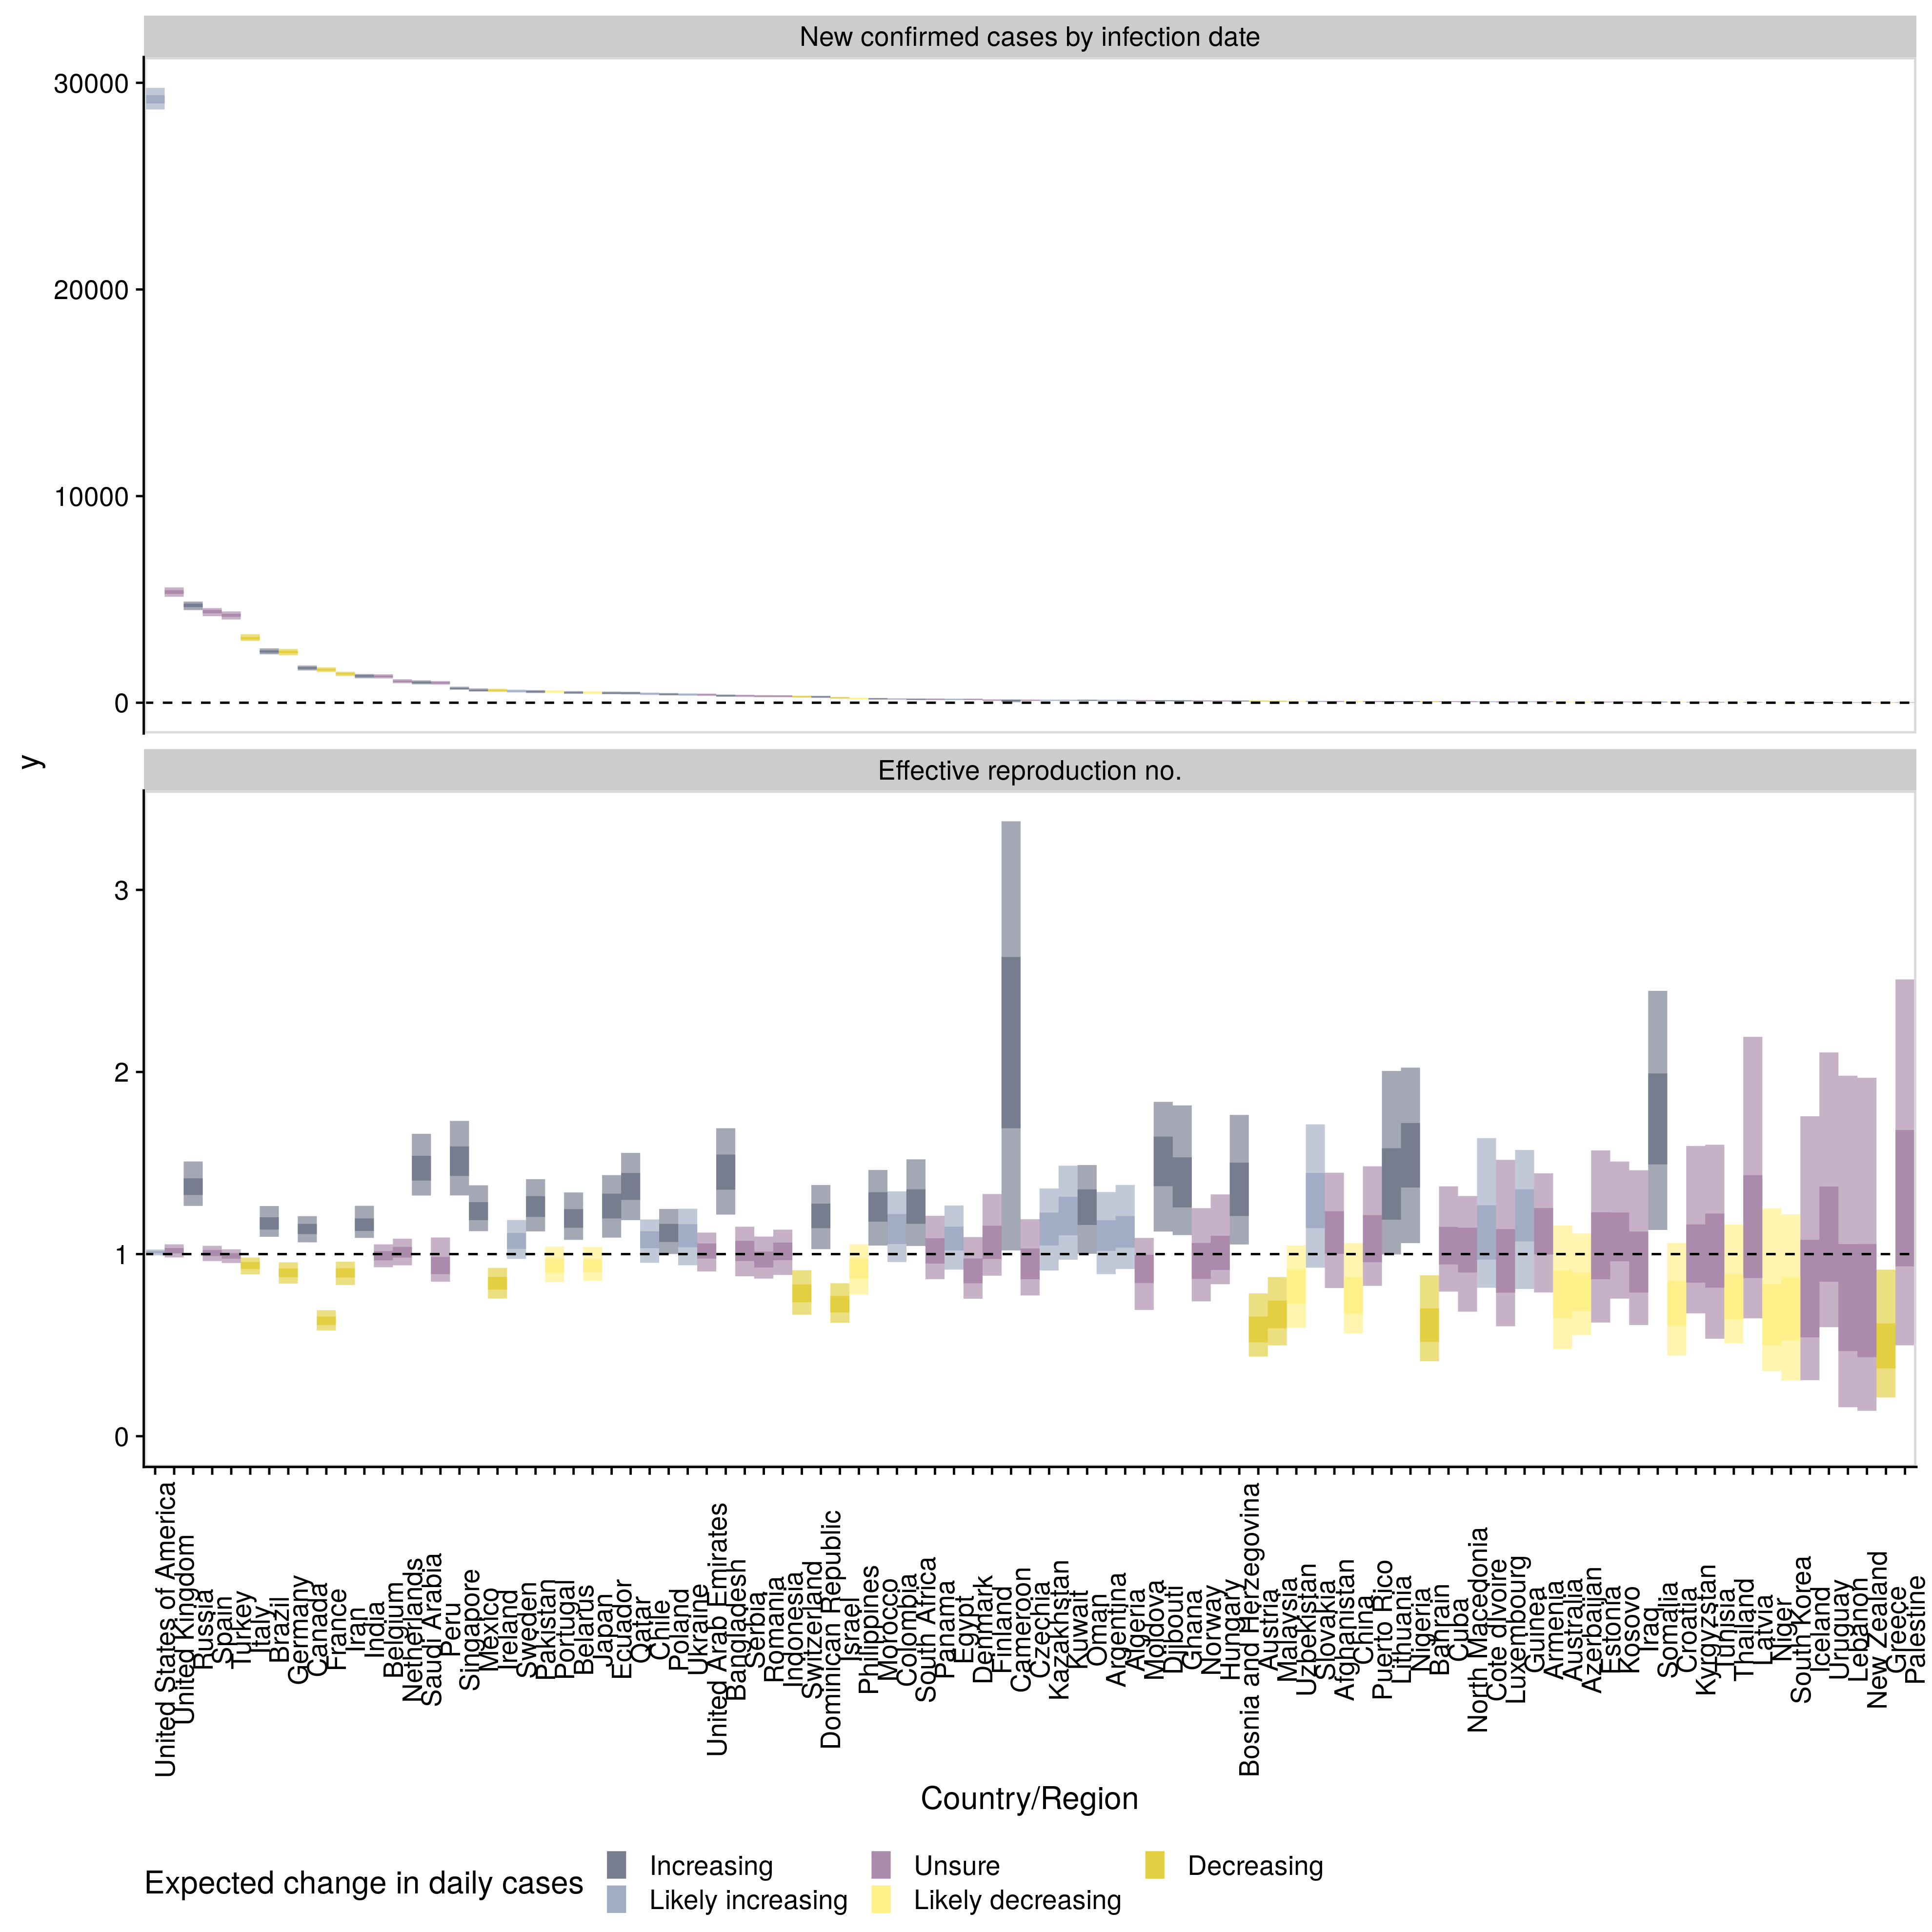 New confirmed cases by infection date
30000
20000
10000
0
y
Effective reproduction no.
3
2
1
0
United States of America
United Kingdom
Russia
Spain
Turkey
Italy
Brazil
Germany
Canada
France
Iran
India
Belgium
Netherlands
Saudi Arabia
Peru
Singapore
Mexico
Ireland
Sweden
Pakistan
Portugal
Belarus
Japan
Ecuador
Qatar
Chile
Poland
Ukraine
United Arab Emirates
Bangladesh
Serbia
Romania
Indonesia
Switzerland
Dominican Republic
Israel
Philippines
Morocco
Colombia
South Africa
Panama
Egypt
Denmark
Finland
Cameroon
Czechia
Kazakhstan
Kuwait
Oman
Argentina
Algeria
Moldova
Djibouti
Ghana
Norway
Hungary
Bosnia and Herzegovina
Austria
Malaysia
Uzbekistan
Slovakia
Afghanistan
China
Puerto Rico
Lithuania
Nigeria
Bahrain
Cuba
North Macedonia
Cote dIvoire
Luxembourg
Guinea
Armenia
Australia
Azerbaijan
Estonia
Kosovo
Iraq
Somalia
Croatia
Kyrgyzstan
Tunisia
Thailand
Latvia
Niger
South Korea
Iceland
Uruguay
Lebanon
New Zealand
Greece
Palestine
Country/Region
Expected change in daily cases
Increasing
Likely increasing
Unsure
Likely decreasing
Decreasing